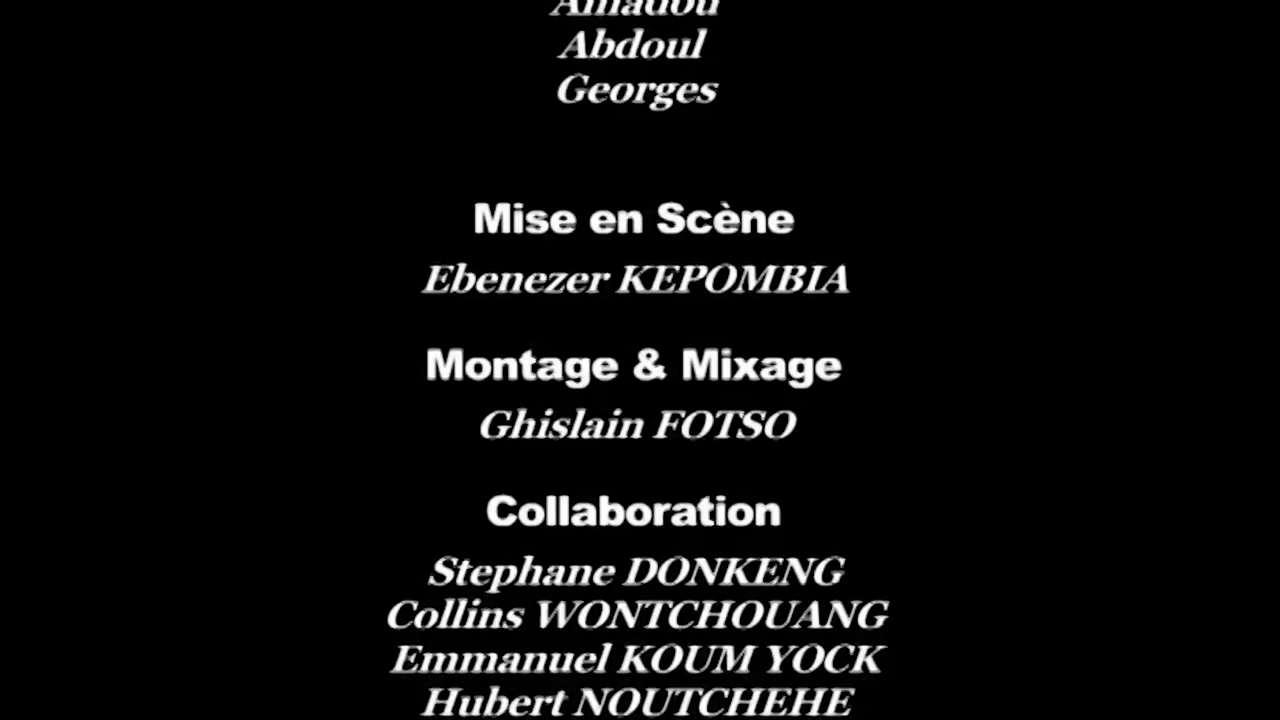 Amadou
Abdoul
Georges
Mise en Scène
Ebenezer KEPOMBIA
Montage & Mixage
Ghislain FOTSO
Collaboration
Stephane DONKENG
Collins WONTCHOUANG
Emmanuel KOUM YOCK
Hubert NOUTCHEHE